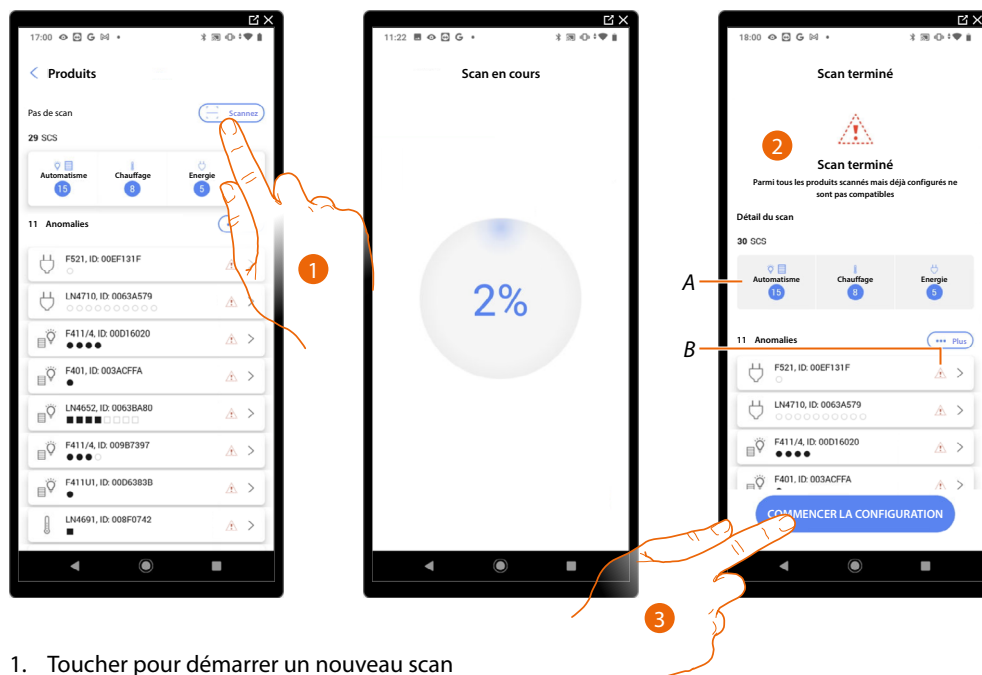 17:00
Produits
Pas de scan
Scannez
29 SCS
Automatisme
Chauffage
Energie
15
8
5
11 Anomalies
F521, ID: 00EF131F
LN4710, ID: 0063A579
F411/4, ID: 00D16020
F401, ID: 003ACFFA
LN4652, ID: 0063BA80
F411/4, ID: 009B7397
F411U1, ID: 00D6383B
LN4691, ID: 008F0742
1
11:22
Scan en cours
2%
18:00
Scan terminé
2
Scan terminé
Parmi tous les produits scannés mais déjà configurés ne
sont pas compatibles
Détail du scan
30 SCS
A
Automatisme
Chauffage
Energie
15
8
5
B
11 Anomalies
••• Plus
F521, ID: 00EF131F
LN4710, ID: 0063A579
F411/4, ID: 00D16020
F401, ID: 003ACFFA
COMMENCER LA CONFIGURATION
3
1. Toucher pour démarrer un nouveau scan